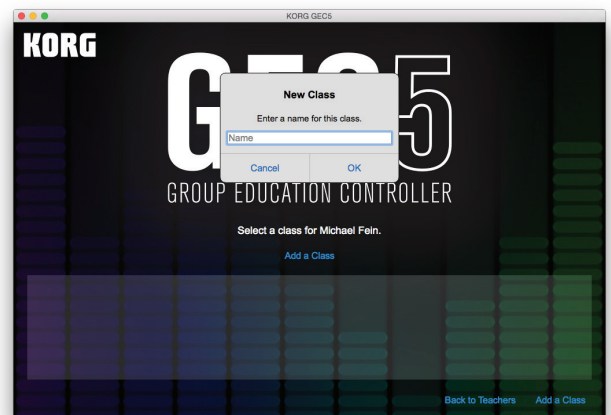 KORG GEC5
KORG
GEC5
New Class
Enter a name for this class.
Name
Cancel OK
GROUP EDUCATION CONTROLLER
Select a class for Michael Fein.
Add a Class
Back to Teachers Add a Class